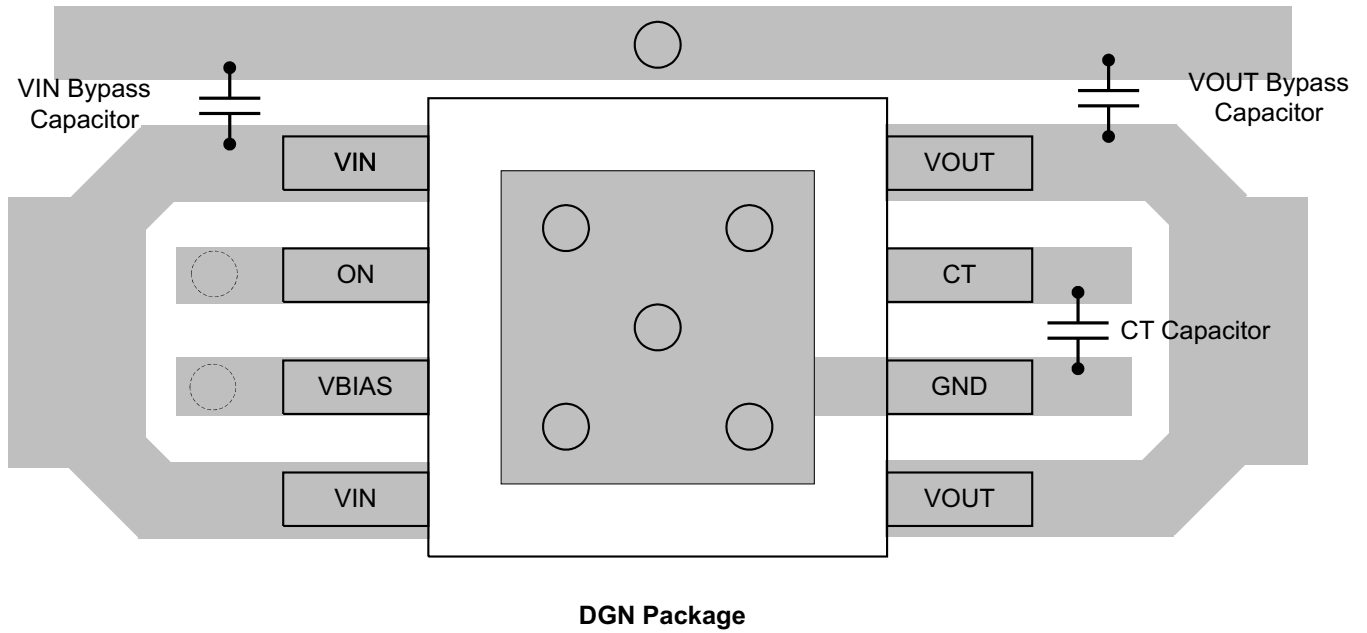 VIN Bypass
Capacitor
VOUT Bypass
Capacitor
VIN
VOUT
ON
CT
CT Capacitor
VBIAS
GND
VIN
VOUT
DGN Package